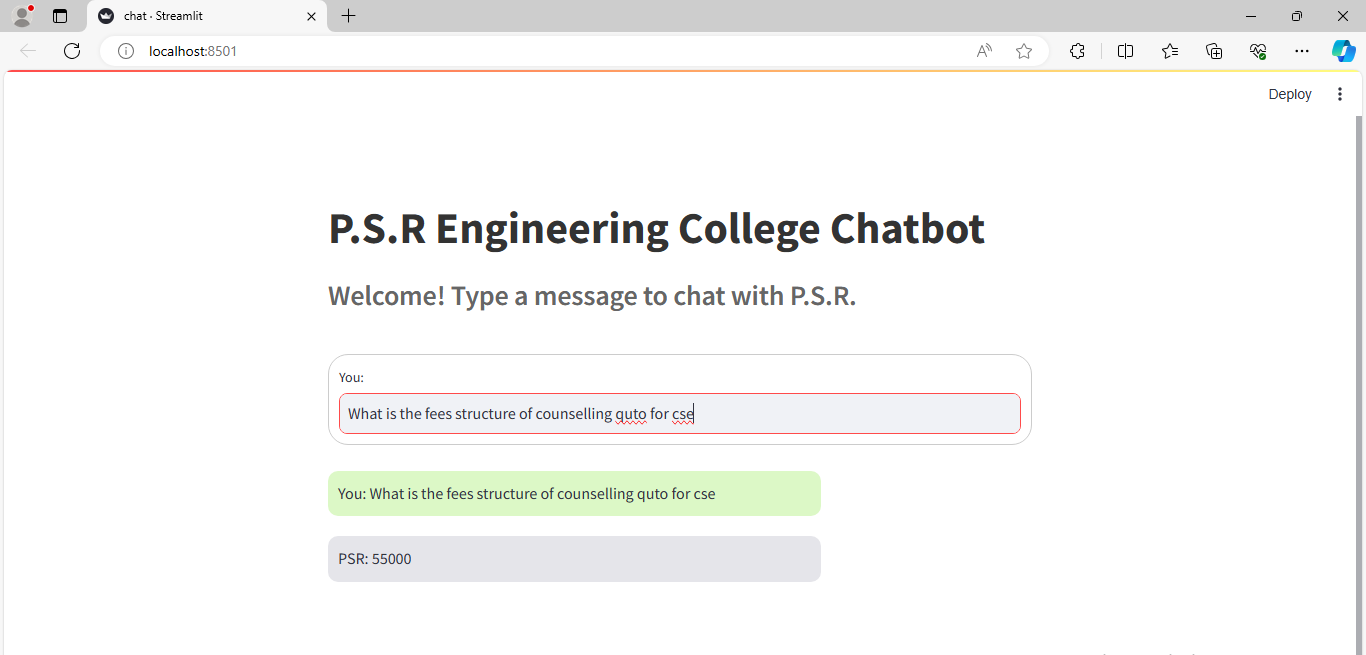 chat · Streamlit
localhost:8501
Deploy
P.S.R Engineering College Chatbot
Welcome! Type a message to chat with P.S.R.
You:
What is the fees structure of counselling quto for cse
You: What is the fees structure of counselling quto for cse
PSR: 55000